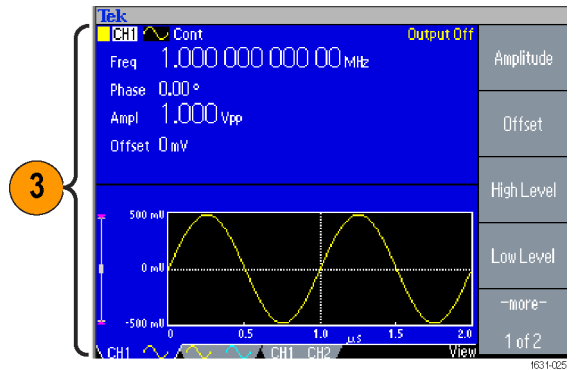 Tek
CH1 Cont Output Off
Freq 1.000 000 000 00 MHz
Phase 0.00 °
Ampl 1.000 Vpp
Offset 0 mV
Amplitude
Offset
High Level
Low Level
-more-
1 of 2
3
500 mV
0 mV
-500 mV
0 0.5 1.0 μs 1.5 2.0
CH1 CH1 CH2 View
1631-025